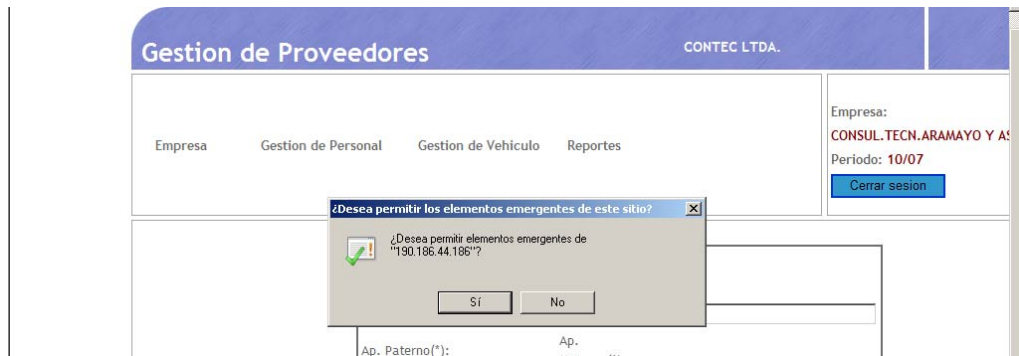 Gestion de Proveedores
CONTEC LTDA.
Empresa Gestion de Personal Gestion de Vehiculo Reportes
Empresa:
CONSUL.TECN.ARAMAYO Y
Periodo: 10/07
Cerrar sesion
¿Desea permitir los elementos emergentes de este sitio?
¿Desea permitir elementos emergentes de
"190.186.44.186"?
Sí No
Ap. Paterno(*):
Ap.